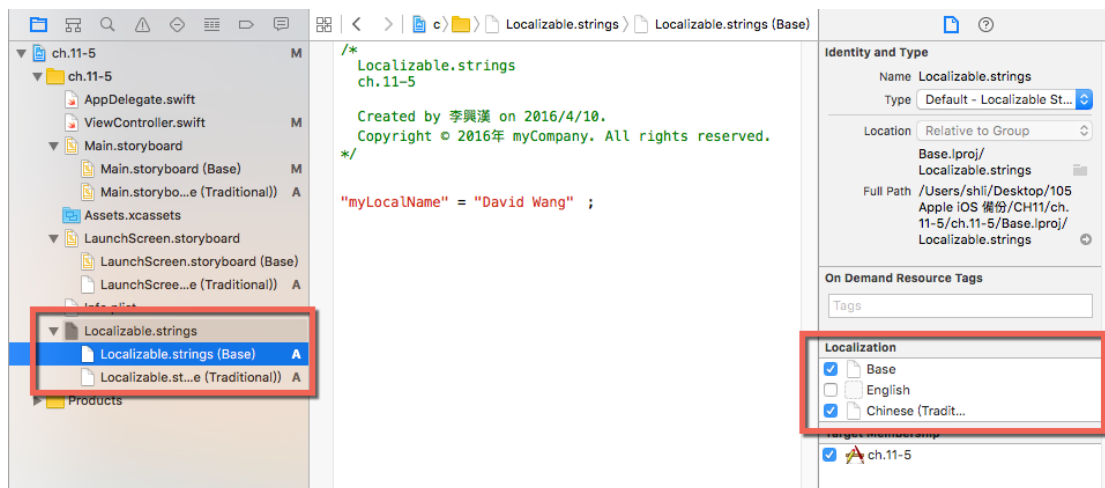 c
Localizable.strings
Localizable.strings (Base)
ch.11-5
M
ch.11-5
AppDelegate.swift
ViewController.swift
M
Main.storyboard
Main.storyboard (Base)
M
Main.storybo...e (Traditional))
A
Assets.xcassets
LaunchScreen.storyboard
LaunchScreen.storyboard (Base)
LaunchScree...e (Traditional))
A
Info.plist
Localizable.strings
Localizable.strings (Base)
A
Localizable.st...e (Traditional))
A
Products
/*
Localizable.strings
ch.11-5
Created by 李興漢 on 2016/4/10.
Copyright © 2016年 myCompany. All rights reserved.
*/
"myLocalName" = "David Wang" ;
Identity and Type
Name Localizable.strings
Type Default - Localizable St...
Location Relative to Group
Base.lproj/
Localizable.strings
Full Path /Users/shli/Desktop/105
Apple iOS 備份/CH11/ch.
11-5/ch.11-5/Base.lproj/
Localizable.strings
On Demand Resource Tags
Tags
Localization
Base
English
Chinese (Tradit...
Target Membership
ch.11-5